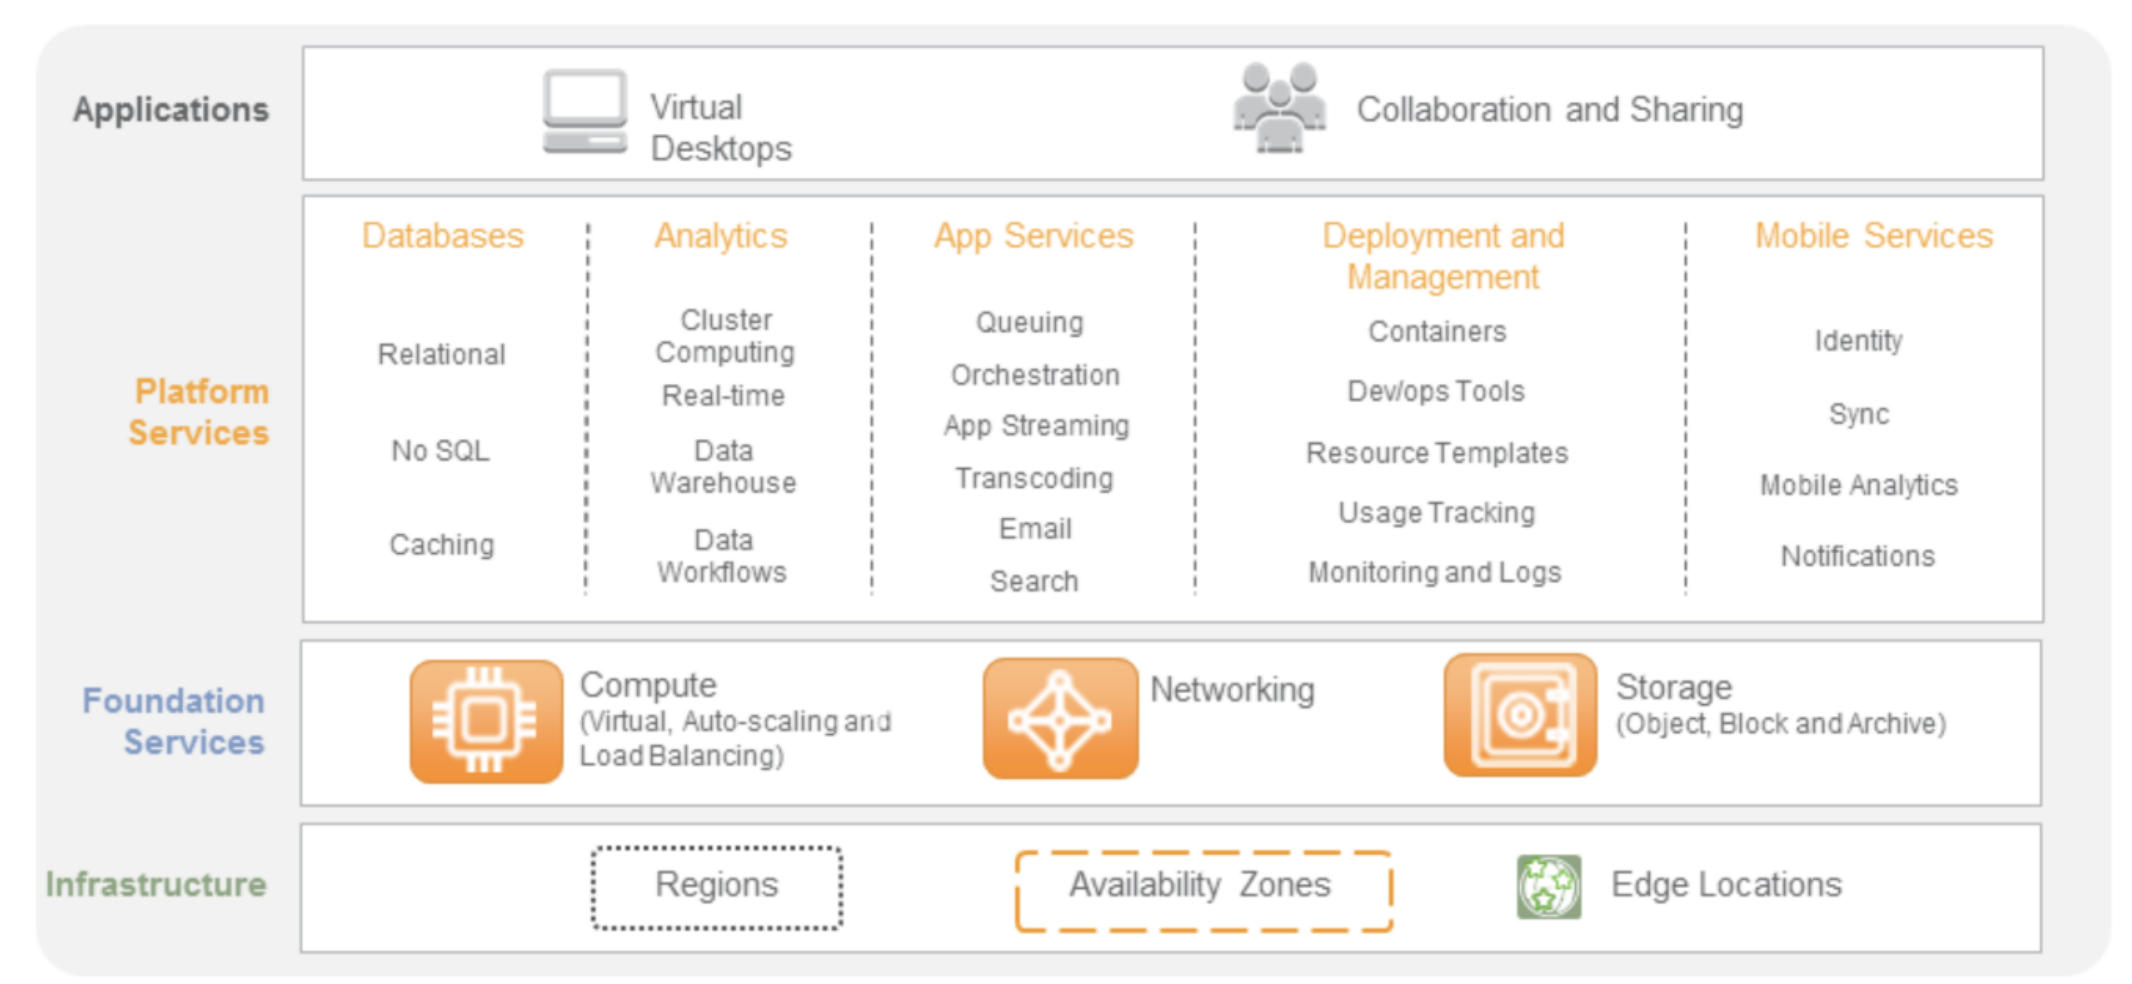 Applications
Virtual
Desktops
Collaboration and Sharing
Platform
Services
Databases
Relational
No SQL
Caching
Analytics
Cluster
Computing
Real-time
Data
Warehouse
Data
Workflows
App Services
Queuing
Orchestration
App Streaming
Transcoding
Email
Search
Deployment and
Management
Containers
Dev/ops Tools
Resource Templates
Usage Tracking
Monitoring and Logs
Mobile Services
Identity
Sync
Mobile Analytics
Notifications
Foundation
Services
Compute
(Virtual, Auto-scaling and
Load Balancing)
Networking
Storage
(Object, Block and Archive)
Infrastructure
Regions
Availability Zones
Edge Locations